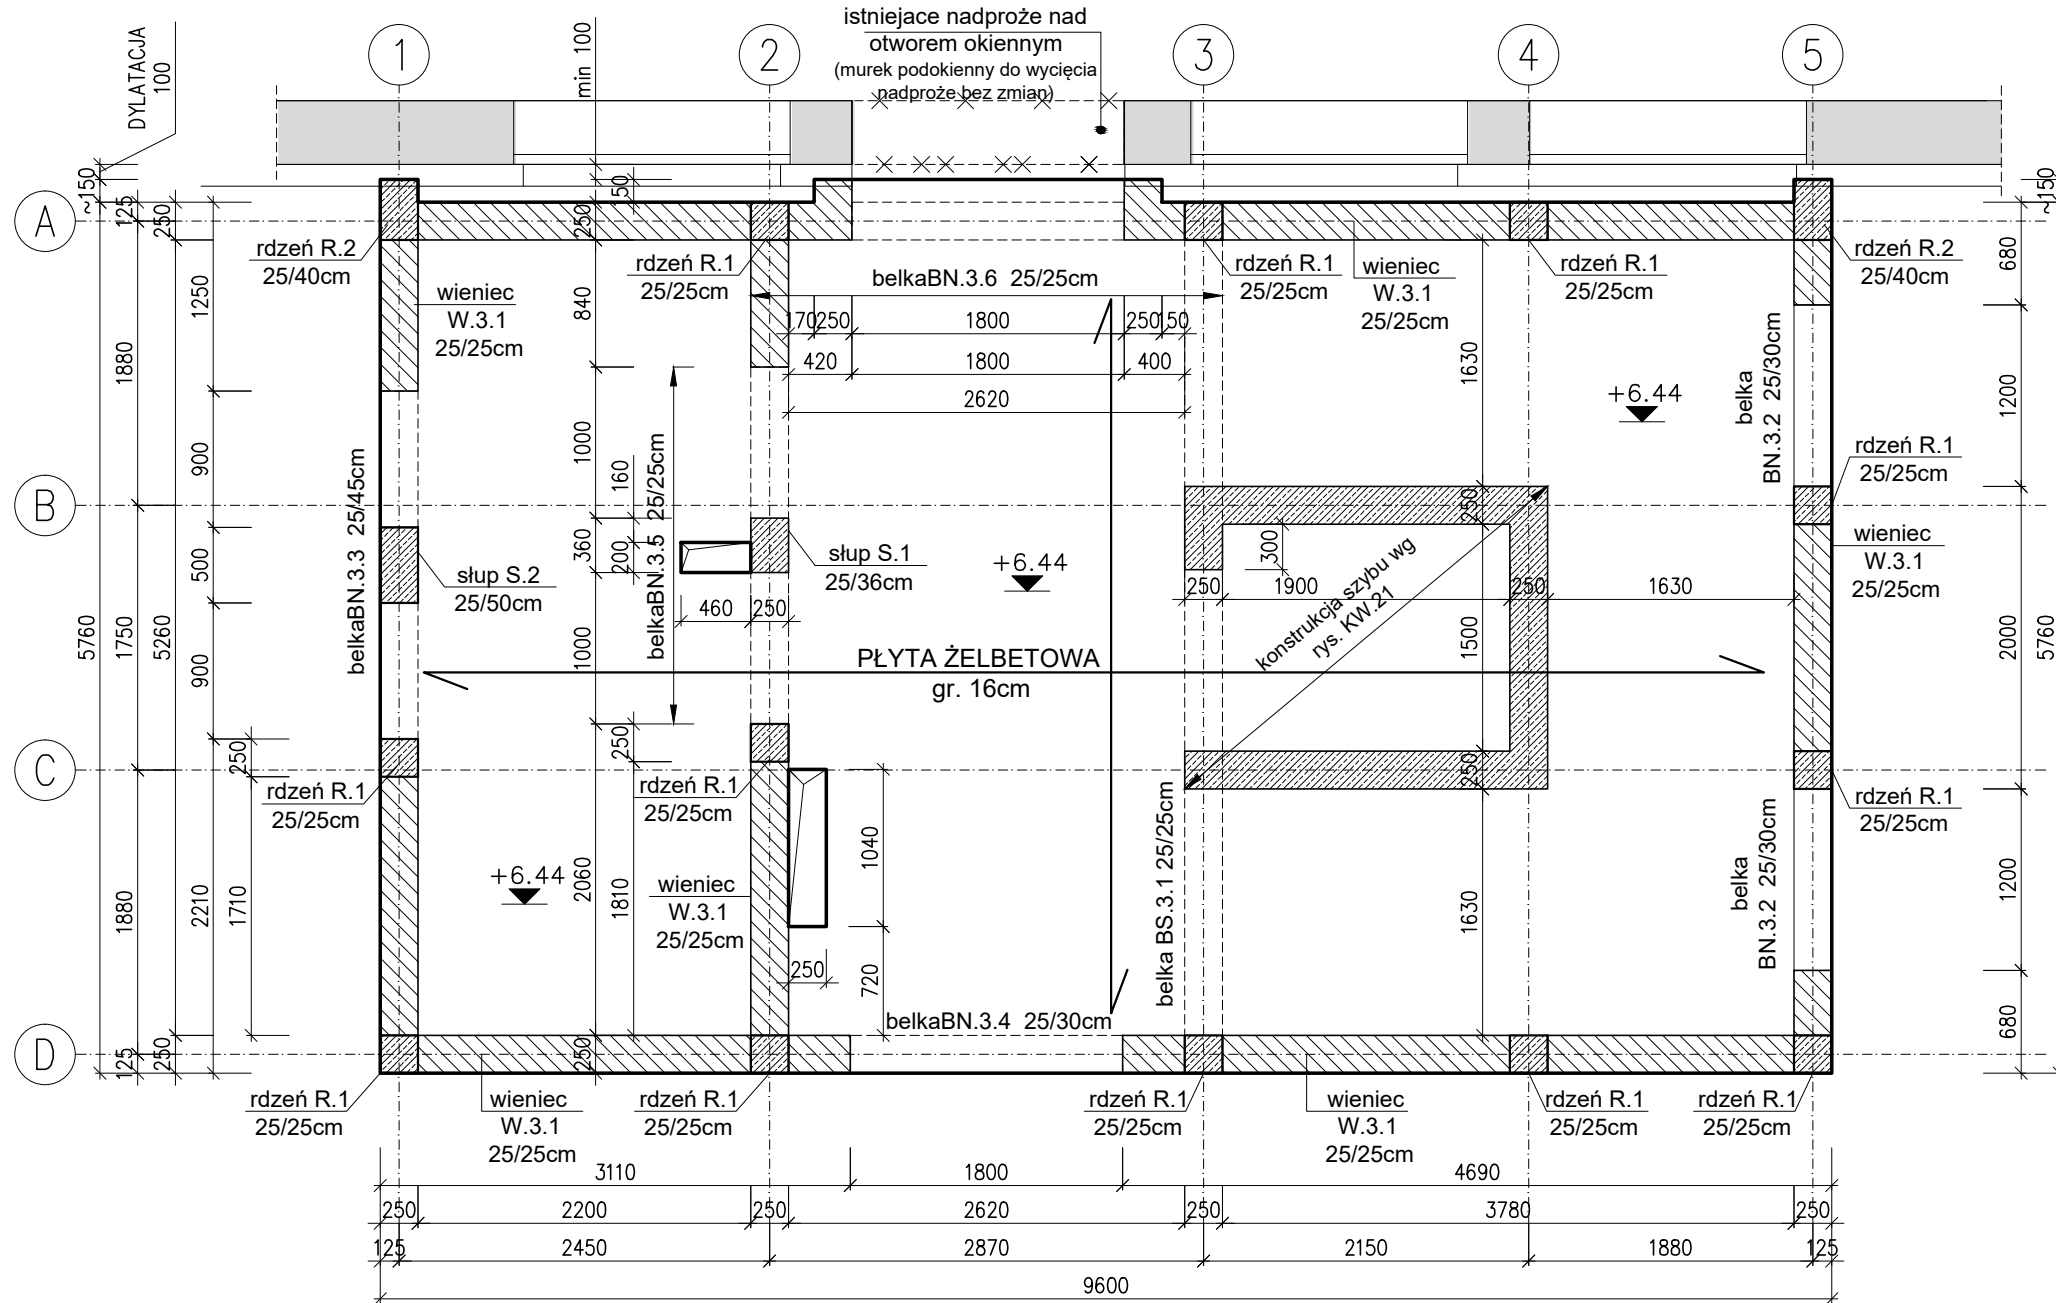 istniejace nadproże nad
otworem okiennym
(murek podokienny do wycięcia
nadproże bez zmian)
DYLATACJA
100
min 100
1
2
3
4
5
A
B
C
D
~150
125
250
1250
1880
900
500
5760
1750
5260
900
250
1880
2210
1710
125
250
150
250
840
1000
160
360
200
1000
250
2060
1810
250
rdzeń R.2
25/40cm
wieniec
W.3.1
25/25cm
rdzeń R.1
25/25cm
belkaBN.3.6 25/25cm
170
250
1800
250
150
420
1800
400
2620
rdzeń R.1
25/25cm
wieniec
W.3.1
25/25cm
rdzeń R.1
25/25cm
rdzeń R.2
25/40cm
~150
680
1200
2000
5760
1200
680
1630
+6.44
belka
BN.3.2 25/30cm
rdzeń R.1
25/25cm
wieniec
W.3.1
25/25cm
belkaBN.3.3 25/45cm
belkaBN.3.5 25/25cm
słup S.2
25/50cm
słup S.1
25/36cm
460
250
+6.44
250
300
250
1900
250
1630
konstrukcja szybu wg
rys. KW.21
1500
250
PŁYTA ŻELBETOWA
gr. 16cm
rdzeń R.1
25/25cm
rdzeń R.1
25/25cm
rdzeń R.1
25/25cm
+6.44
wieniec
W.3.1
25/25cm
1040
250
720
belka BS.3.1 25/25cm
1630
belka
BN.3.2 25/30cm
belkaBN.3.4 25/30cm
rdzeń R.1
25/25cm
wieniec
W.3.1
25/25cm
rdzeń R.1
25/25cm
rdzeń R.1
25/25cm
wieniec
W.3.1
25/25cm
rdzeń R.1
25/25cm
rdzeń R.1
25/25cm
3110
1800
4690
250
2200
250
2620
250
3780
250
125
2450
2870
2150
1880
125
9600